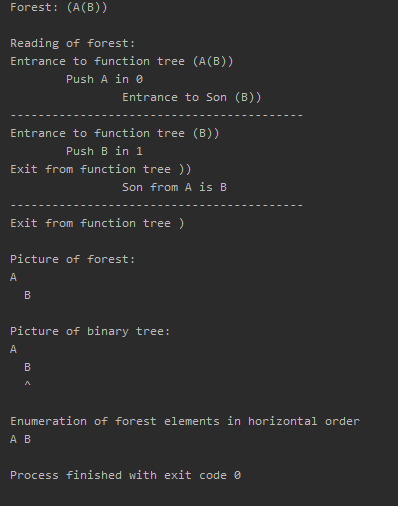 Forest: (A(B))
Reading of forest:
Entrance to function tree (A(B))
Push A in 0
Entrance to Son (B))
------------------------------------------
Entrance to function tree (B))
Push B in 1
Exit from function tree ))
Son from A is B
------------------------------------------
Exit from function tree )
Picture of forest:
A
B
Picture of binary tree:
A
B
^
Enumeration of forest elements in horizontal order
A B
Process finished with exit code 0